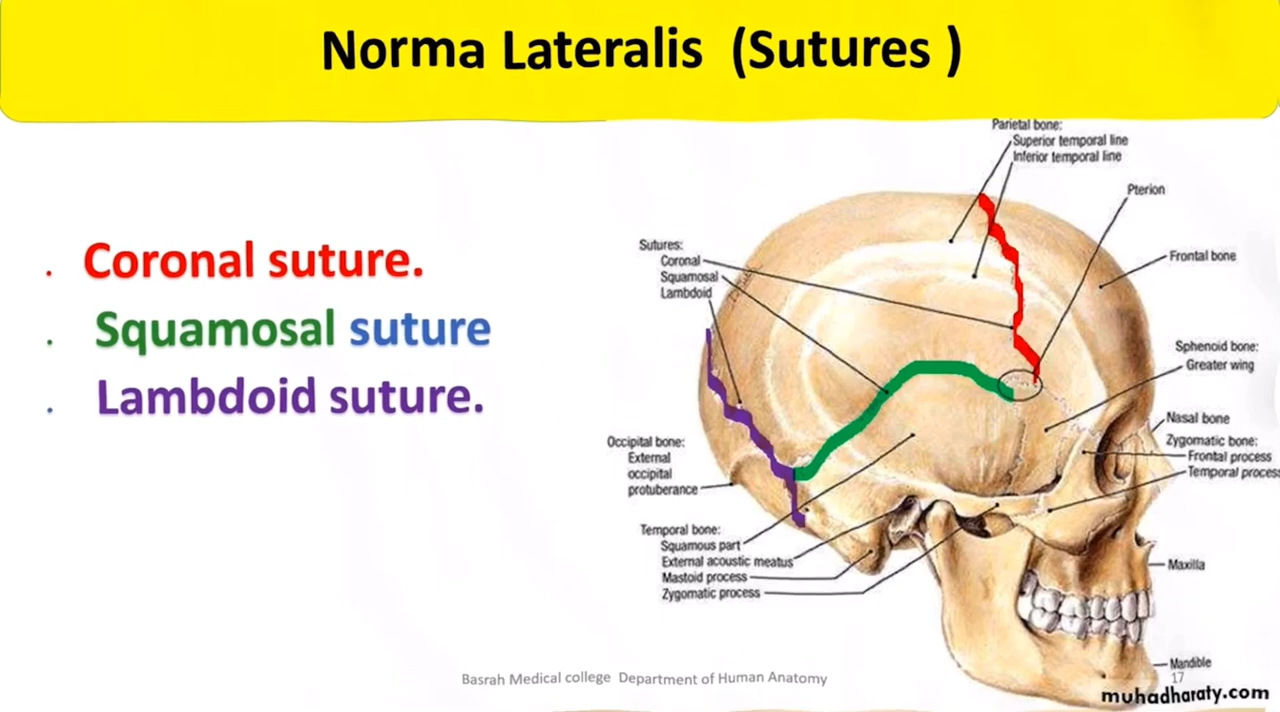 Norma Lateralis (Sutures )
. Coronal suture.
. Squamosal suture
. Lambdoid suture.
Parietal bone:
Superior temporal line
Inferior temporal line
Pterion
Frontal bone
Sutures:
Coronal
Squamosal
Lambdoid
Sphenoid bone:
Greater wing
Nasal bone
Zygomatic bone:
Frontal process
Temporal process
Occipital bone:
External
occipital
protuberance
Temporal bone:
Squamous part
External acoustic meatus
Mastoid process
Zygomatic process
Maxilla
Mandible
Basrah Medical college Department of Human Anatomy
17
muhadharaty.com